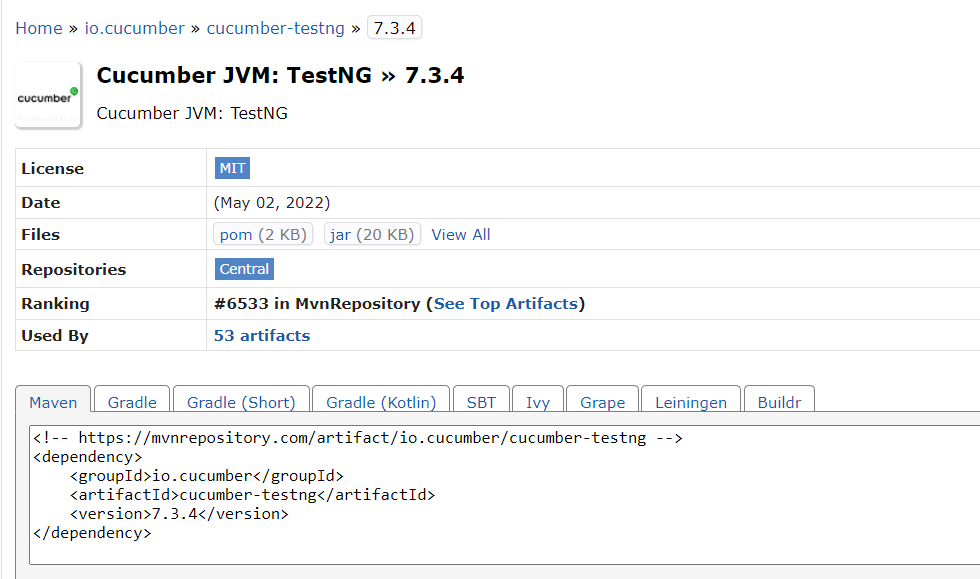 Home » io.cucumber » cucumber-testng » 7.3.4
cucumber
Cucumber JVM: TestNG » 7.3.4
Cucumber JVM: TestNG
License MIT
Date (May 02, 2022)
Files pom (2 KB) jar (20 KB) View All
Repositories Central
Ranking #6533 in MvnRepository (See Top Artifacts)
Used By 53 artifacts
Maven Gradle Gradle (Short) Gradle (Kotlin) SBT Ivy Grape Leiningen Buildr
<!-- https://mvnrepository.com/artifact/io.cucumber/cucumber-testng -->
<dependency>
    <groupId>io.cucumber</groupId>
    <artifactId>cucumber-testng</artifactId>
    <version>7.3.4</version>
</dependency>